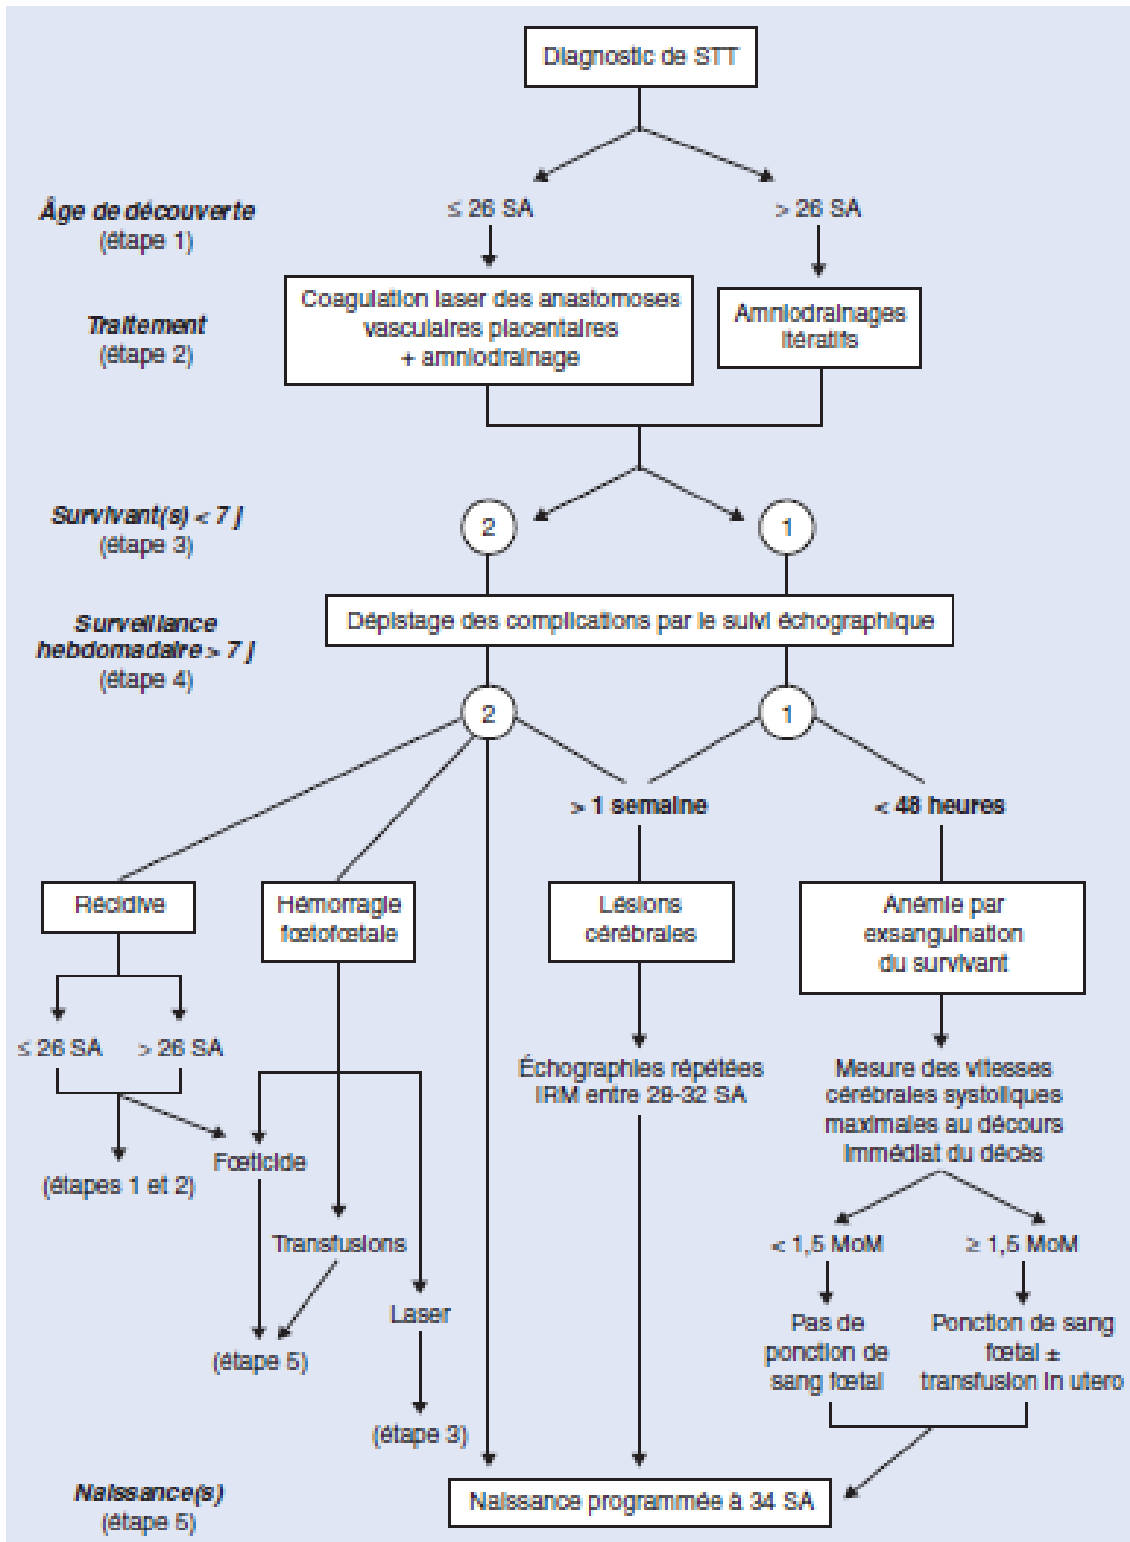 Diagnostic de STT
Âge de découverte
(étape 1)
≤ 26 SA
> 26 SA
Traitement
(étape 2)
Coagulation laser des anastomoses
vasculaires placentaires
+ amniodrainage
Amniodrainages
itératifs
Survivant(s) < 7 j
(étape 3)
2
1
Surveillance
hebdomadaire > 7 j
(étape 4)
Dépistage des complications par le suivi échographique
2
1
> 1 semaine
< 48 heures
Récidive
Hémorragie
fœtofœtale
Lésions
cérébrales
Anémie par
exsanguination
du survivant
≤ 26 SA
> 26 SA
Échographies répétées
IRM entre 28-32 SA
Mesure des vitesses
cérébrales systoliques
maximales au décours
immédiat du décès
Fœticide
(étapes 1 et 2)
Transfusions
< 1,5 MoM
≥ 1,5 MoM
Laser
Pas de
ponction de
sang fœtal
Ponction de sang
fœtal ±
transfusion in utero
(étape 5)
(étape 3)
Naissance(s)
(étape 5)
Naissance programmée à 34 SA